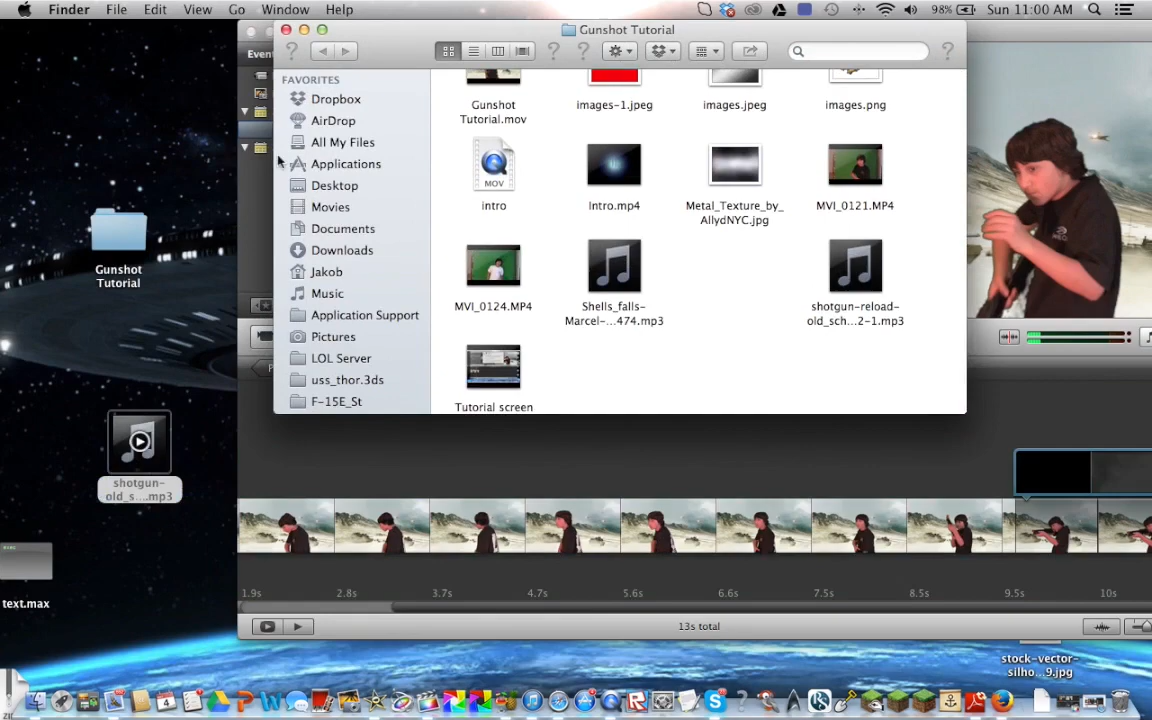 Finder File Edit View Go Window Help 98% Sun 11:00 AM
Gunshot Tutorial
Event
FAVORITES
Dropbox
AirDrop
All My Files
Applications
Desktop
Movies
Documents
Downloads
Jakob
Music
Application Support
Pictures
LOL Server
uss_thor.3ds
F-15E_St
Gunshot
Tutorial.mov
images-1.jpeg
images.jpeg
images.png
MOV
intro
Intro.mp4
Metal_Texture_by_
AllydNYC.jpg
MVI_0121.MP4
MVI_0124.MP4
Shells_falls-
Marcel-...474.mp3
shotgun-reload-
old_sch...2-1.mp3
Tutorial screen
Gunshot
Tutorial
shotgun-
old_s....mp3
text.max
1.9s 2.8s 3.7s 4.7s 5.6s 6.6s 7.5s 8.5s 9.5s 10s
13s total
stock-vector-
silho...9.jpg